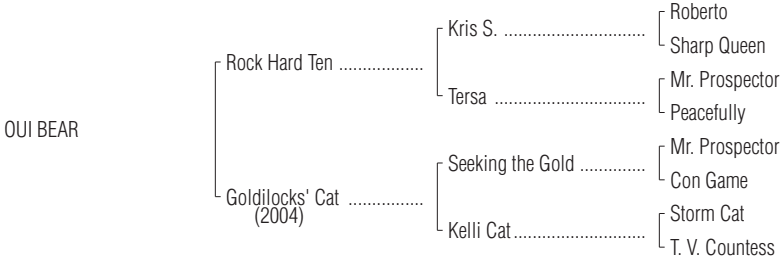 Roberto
Kris S. ..............................
Sharp Queen
Rock Hard Ten ..................
Mr. Prospector
Tersa ................................
Peacefully
OUI BEAR
Mr. Prospector
Seeking the Gold ..............
Con Game
Goldilocks' Cat ................
(2004)
Storm Cat
Kelli Cat............................
T. V. Countess